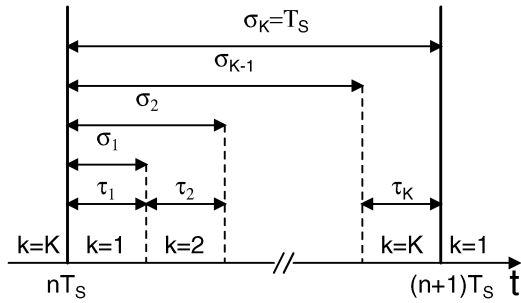 σK=TS
σK-1
σ2
σ1
τ1 τ2 τK
k=K k=1 k=2 k=K k=1
nTS (n+1)TS t